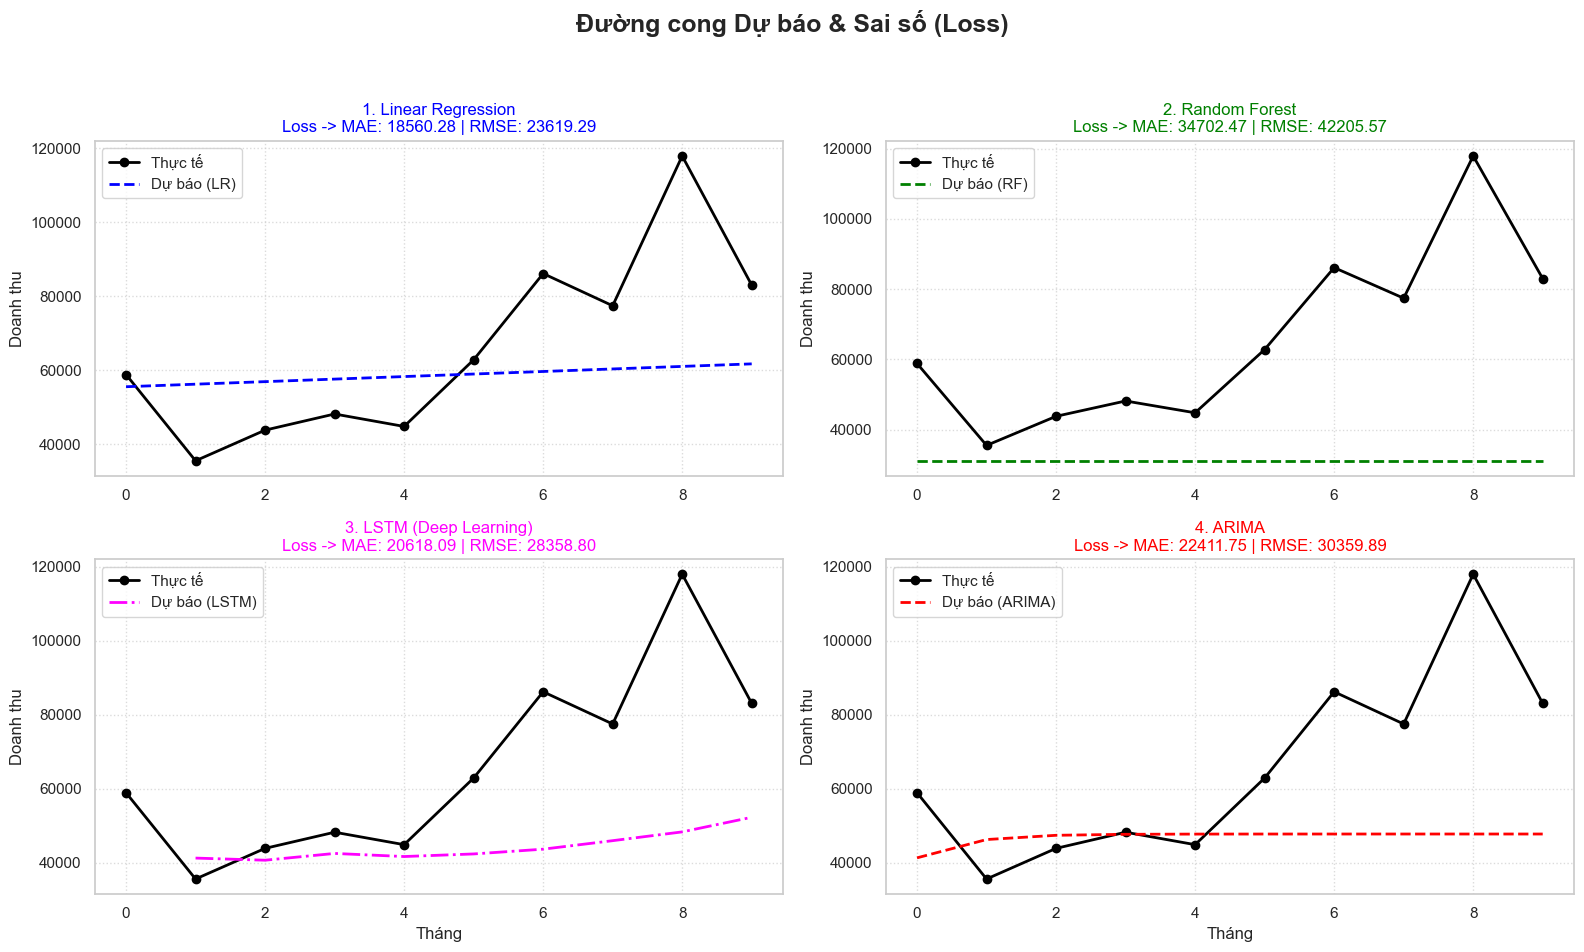 Đường cong Dự báo & Sai số (Loss)
1. Linear Regression
Loss -> MAE: 18560.28 | RMSE: 23619.29
120000
100000
80000
60000
40000
Doanh thu
Thực tế
Dự báo (LR)
0 2 4 6 8
2. Random Forest
Loss -> MAE: 34702.47 | RMSE: 42205.57
120000
100000
80000
60000
40000
Doanh thu
Thực tế
Dự báo (RF)
0 2 4 6 8
3. LSTM (Deep Learning)
Loss -> MAE: 20618.09 | RMSE: 28358.80
120000
100000
80000
60000
40000
Doanh thu
Thực tế
Dự báo (LSTM)
0 2 4 6 8
Tháng
4. ARIMA
Loss -> MAE: 22411.75 | RMSE: 30359.89
120000
100000
80000
60000
40000
Doanh thu
Thực tế
Dự báo (ARIMA)
0 2 4 6 8
Tháng